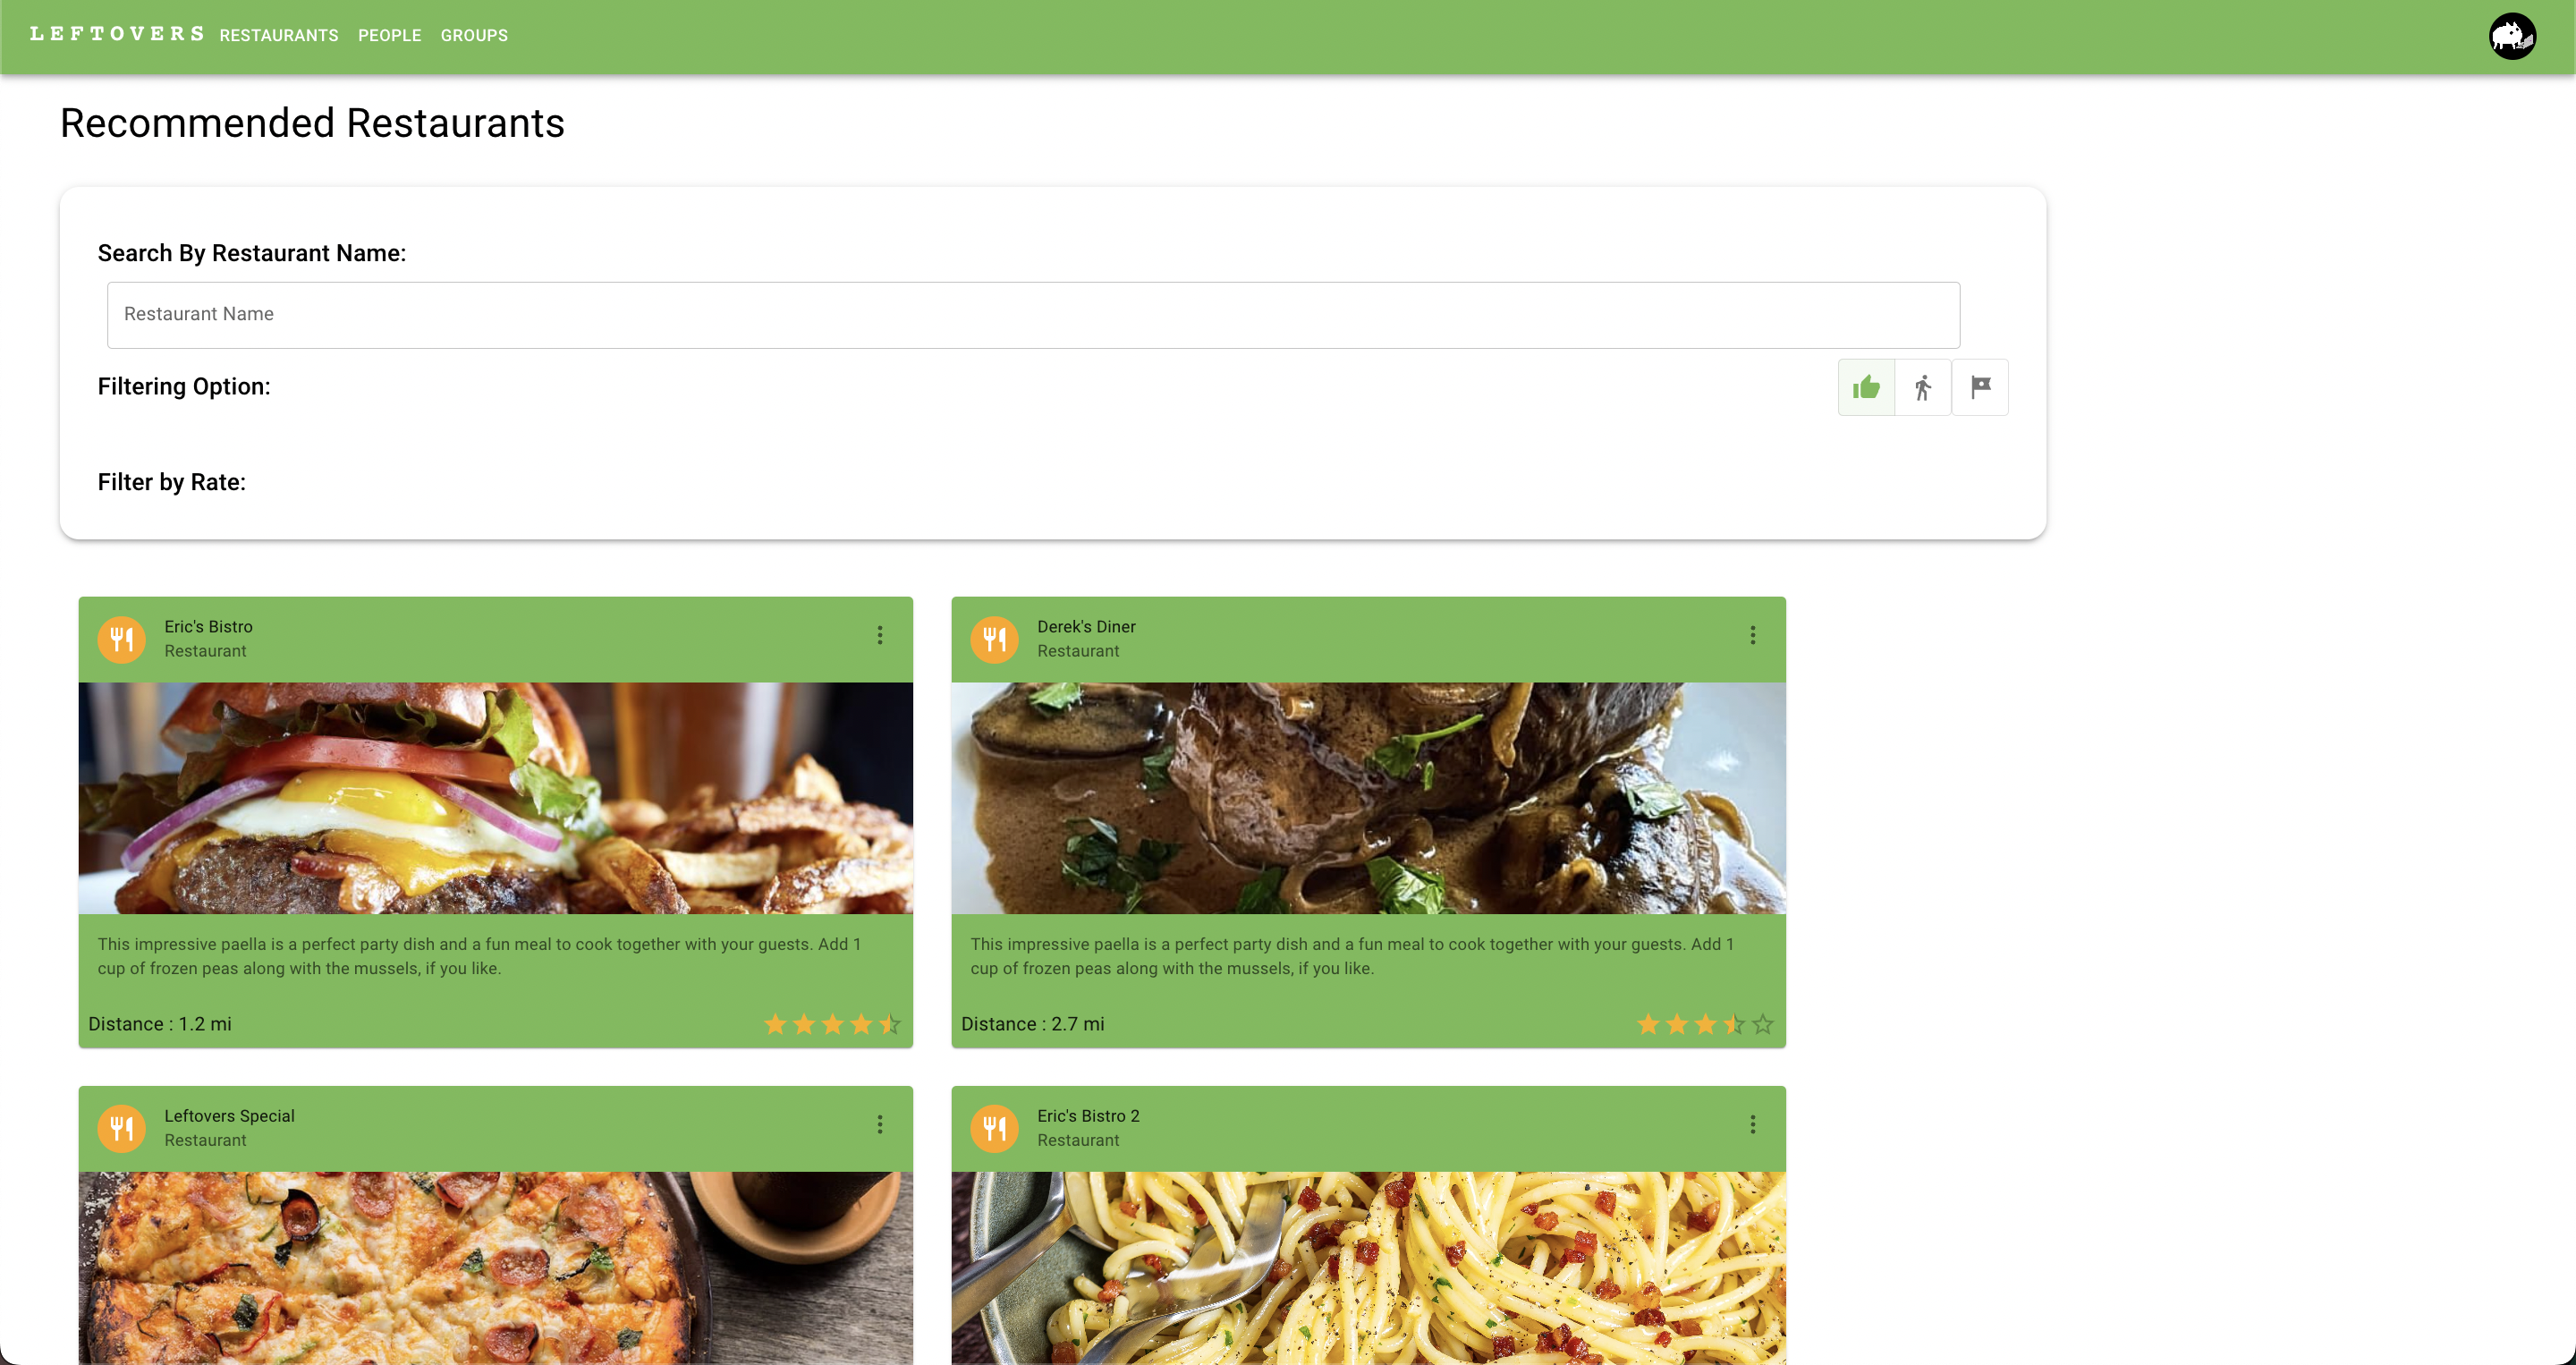 LEFTOVERS RESTAURANTS PEOPLE GROUPS
Recommended Restaurants
Search By Restaurant Name:
Restaurant Name
Filtering Option:
Filter by Rate:
Eric's Bistro
Restaurant
This impressive paella is a perfect party dish and a fun meal to cook together with your guests. Add 1
cup of frozen peas along with the mussels, if you like.
Distance : 1.2 mi
Derek's Diner
Restaurant
This impressive paella is a perfect party dish and a fun meal to cook together with your guests. Add 1
cup of frozen peas along with the mussels, if you like.
Distance : 2.7 mi
Leftovers Special
Restaurant
Eric's Bistro 2
Restaurant